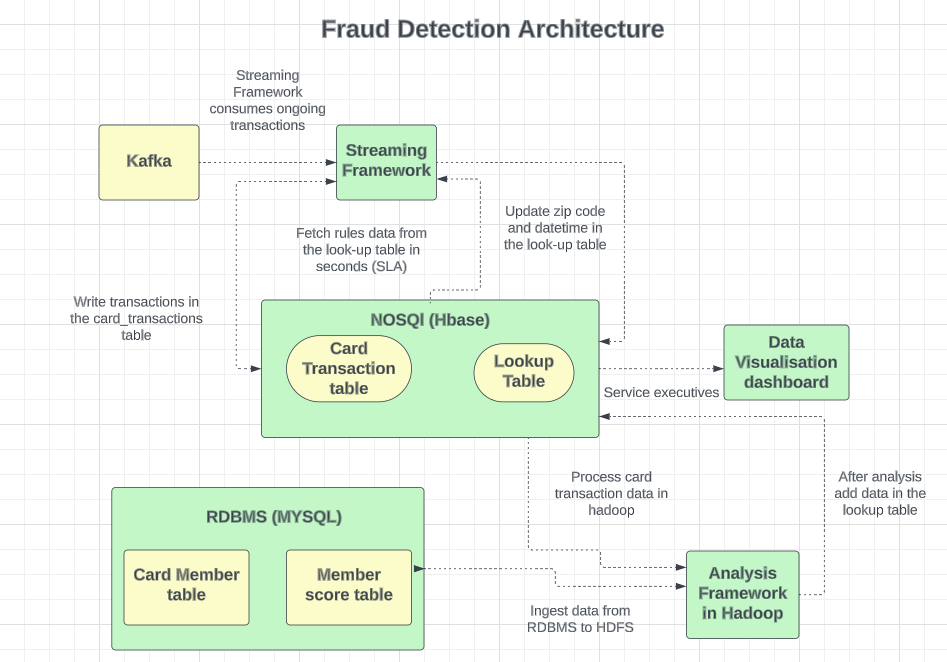 Fraud Detection Architecture
Streaming
Framework
consumes ongoing
transactions
Kafka
Streaming
Framework
Fetch rules data from
the look-up table in
seconds (SLA)
Update zip code
and datetime in
the look-up table
Write transactions in
the card_transactions
table
NOSQl (Hbase)
Card
Transaction
table
Lookup
Table
Data
Visualisation
dashboard
Service executives
Process card
transaction data in
hadoop
After analysis
add data in the
lookup table
RDBMS (MYSQL)
Card Member
table
Member
score table
Analysis
Framework
in Hadoop
Ingest data from
RDBMS to HDFS